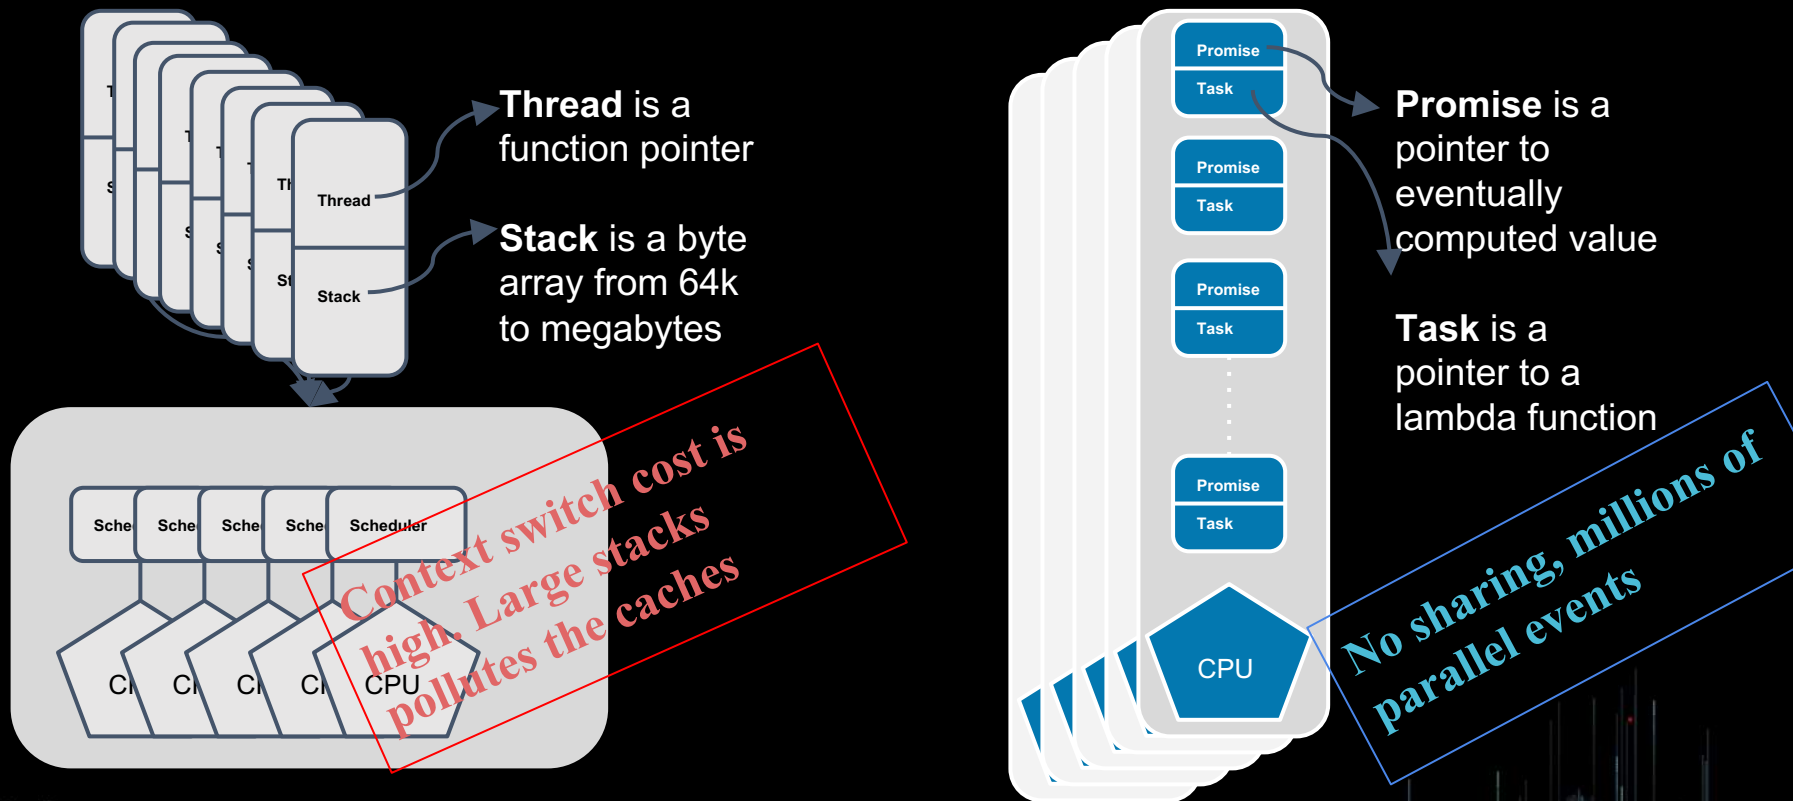 Thread
Stack
Thread is a
function pointer
Stack is a byte
array from 64k
to megabytes
Scheduler
CPU
Context switch cost is
high. Large stacks
pollutes the caches
Promise
Task
Promise
Task
Promise
Task
Promise
Task
CPU
Promise is a
pointer to
eventually
computed value
Task is a
pointer to a
lambda function
No sharing, millions of
parallel events